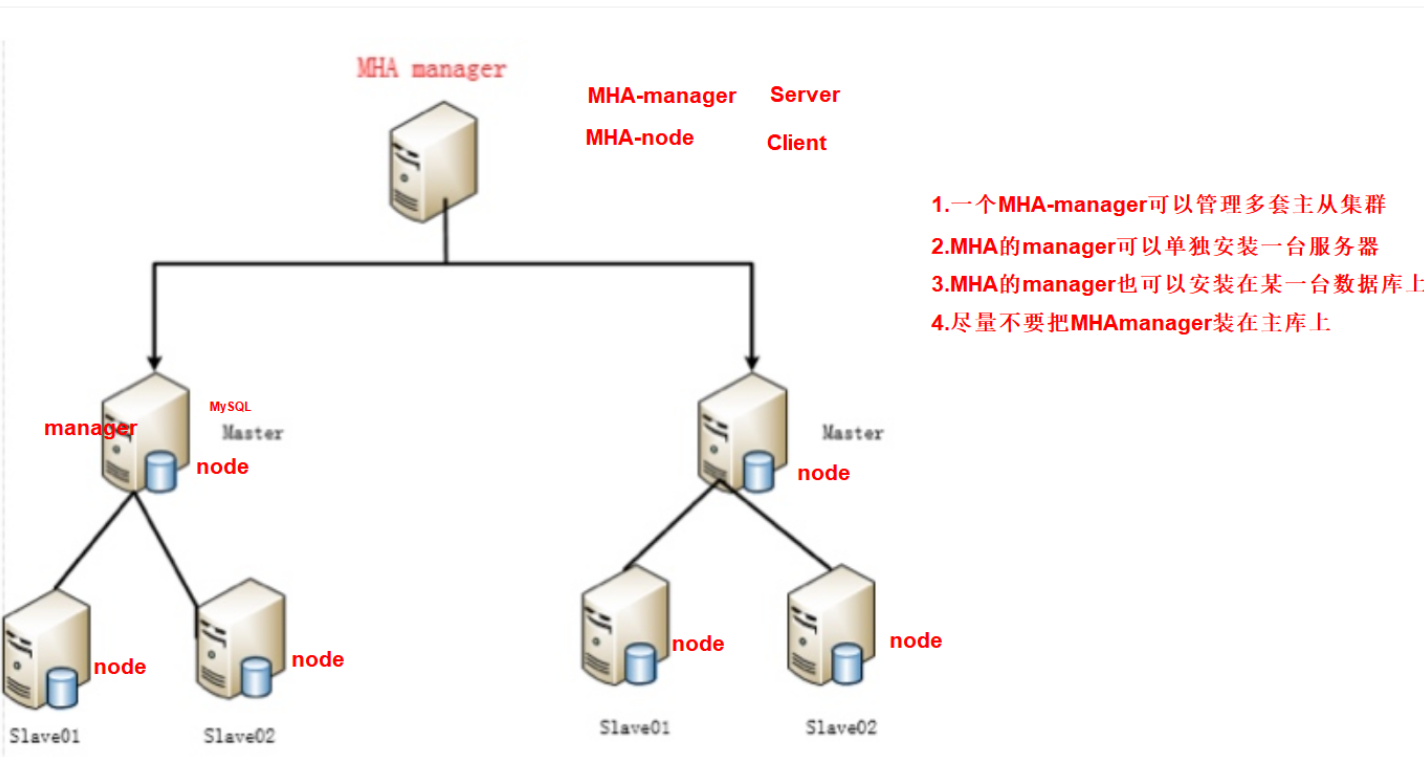 MHA manager
MHA-manager Server
MHA-node Client
1.一个MHA-manager可以管理多套主从集群
2.MHA的manager可以单独安装一台服务器
3.MHA的manager也可以安装在某一台数据库上
4.尽量不要把MHAmanager装在主库上
MySQL
manager
Master
node
Master
node
node
node
node
node
Slave01
Slave02
Slave01
Slave02